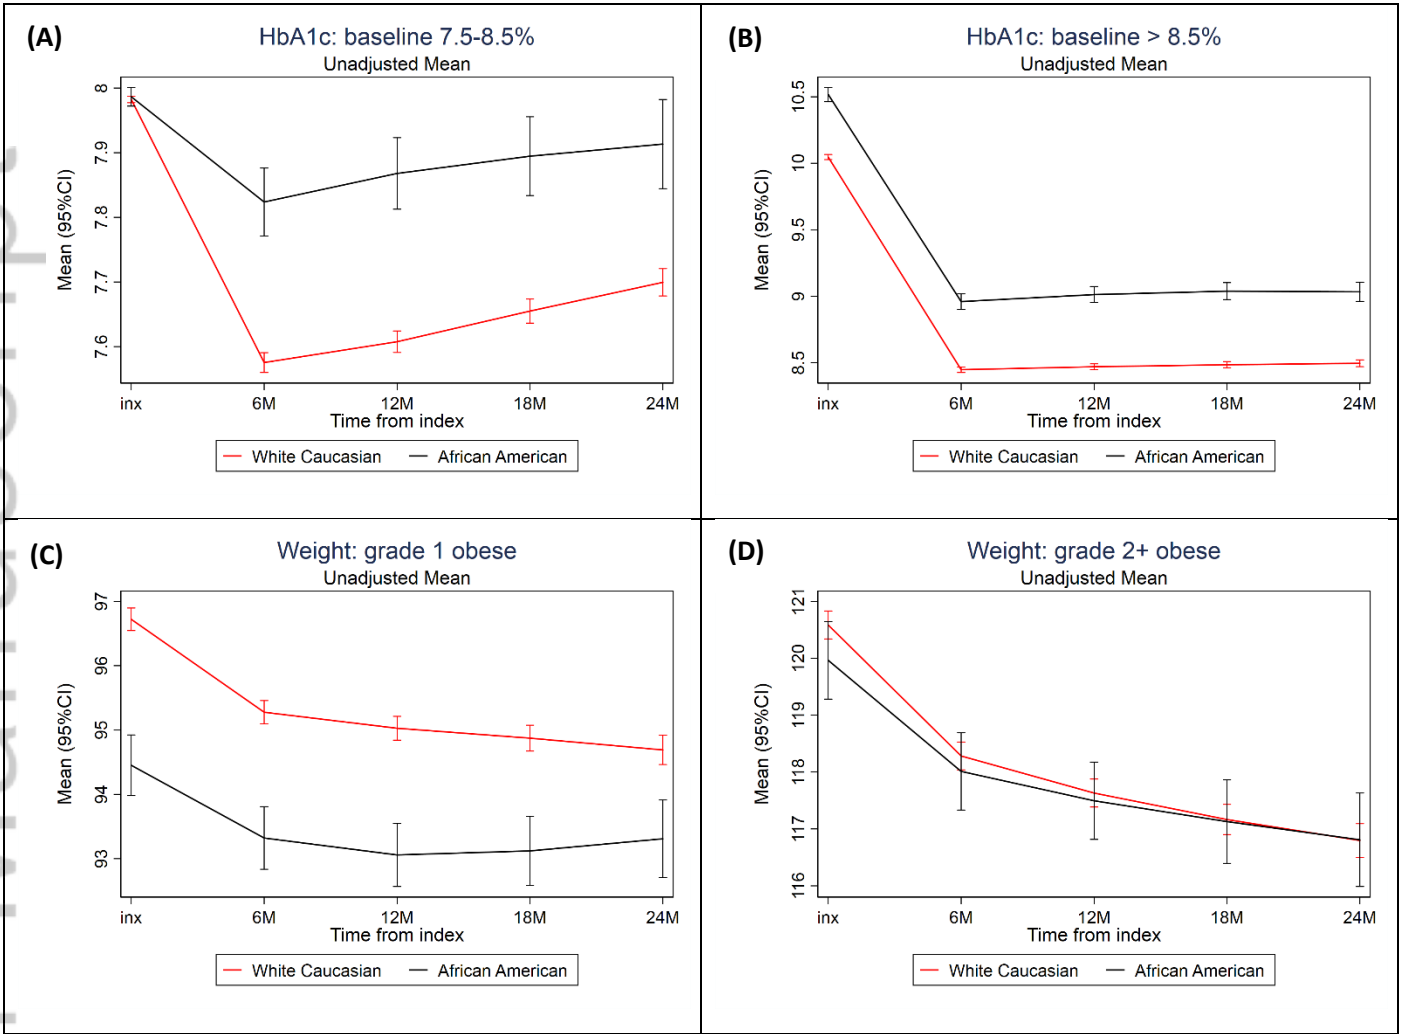 (A)
HbA1c: baseline 7.5-8.5%
Unadjusted Mean
Mean (95%CI)
8
7.9
7.8
7.7
7.6
inx 6M 12M 18M 24M
Time from index
White Caucasian African American
(B)
HbA1c: baseline > 8.5%
Unadjusted Mean
Mean (95%CI)
10.5
10
9.5
9
8.5
inx 6M 12M 18M 24M
Time from index
White Caucasian African American
(C)
Weight: grade 1 obese
Unadjusted Mean
Mean (95%CI)
97
96
95
94
93
inx 6M 12M 18M 24M
Time from index
White Caucasian African American
(D)
Weight: grade 2+ obese
Unadjusted Mean
Mean (95%CI)
121
120
119
118
117
116
inx 6M 12M 18M 24M
Time from index
White Caucasian African American